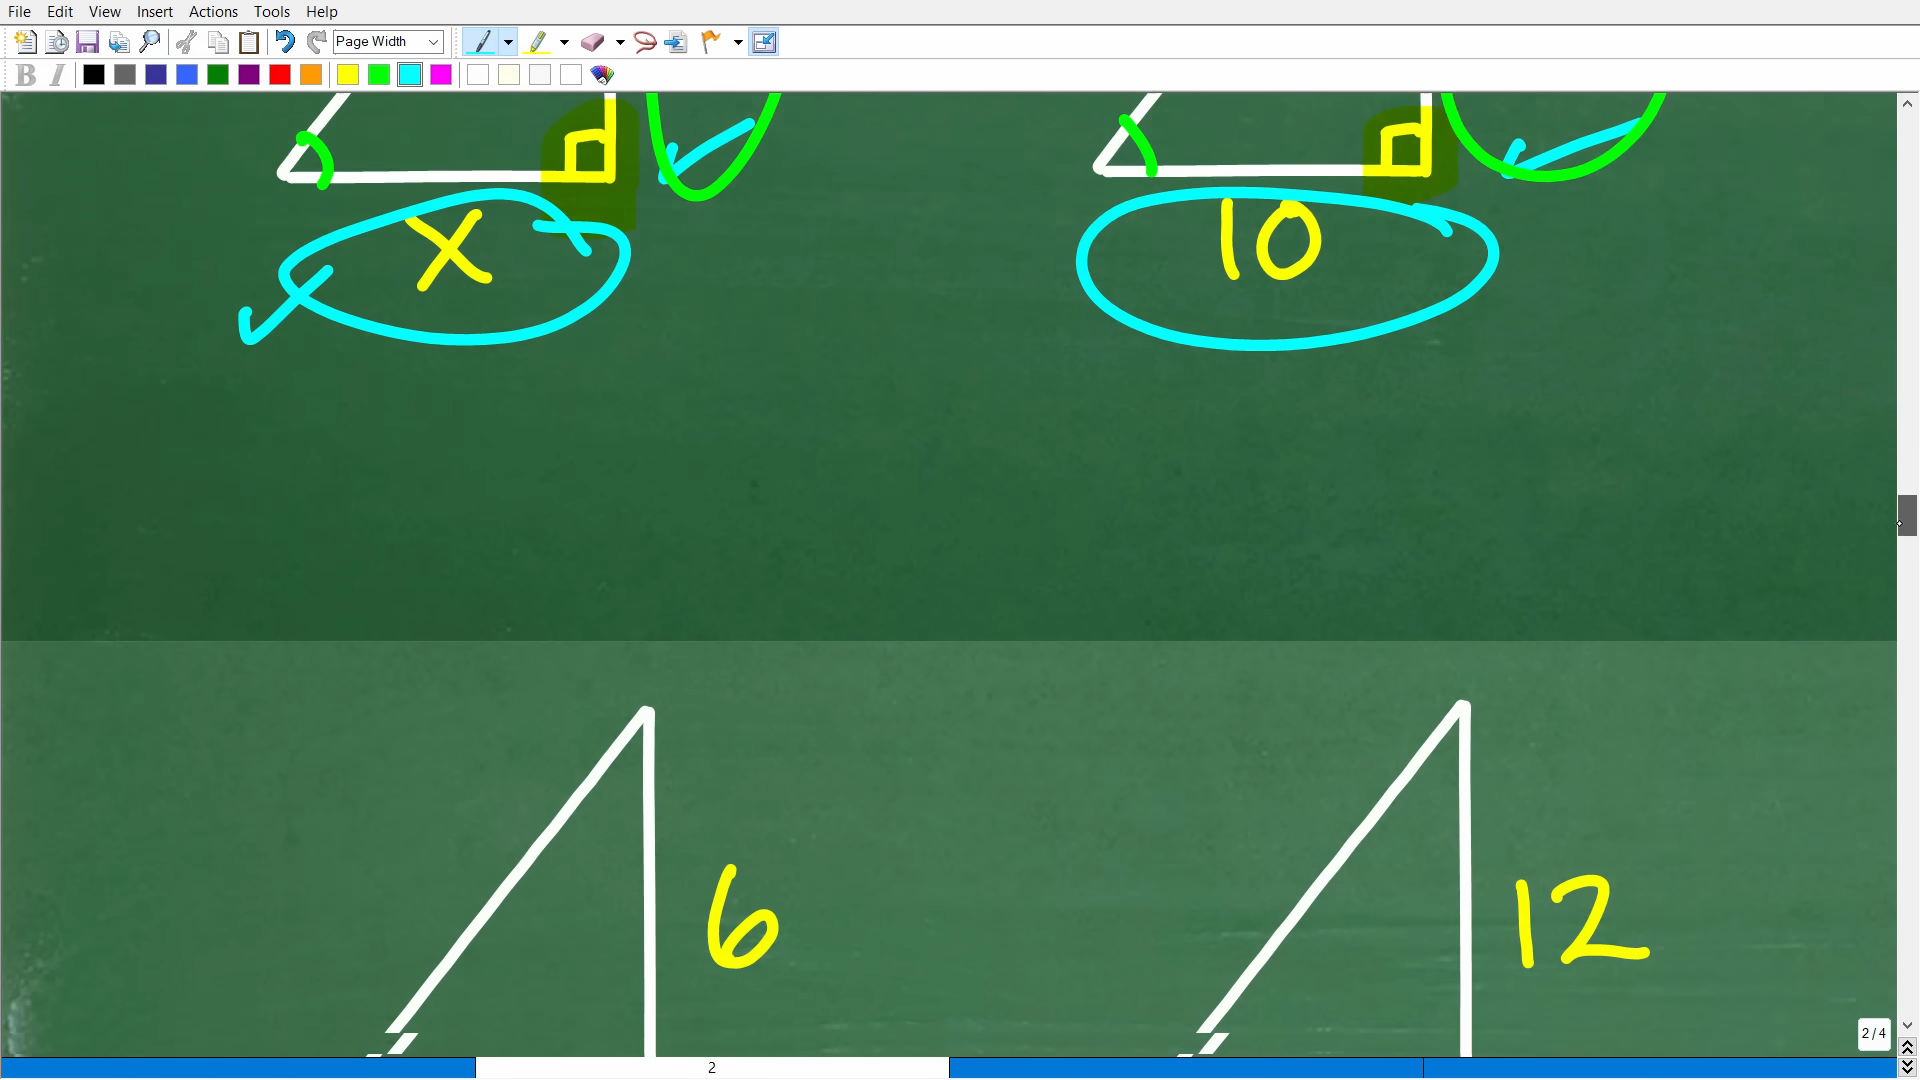 File Edit View Insert Actions Tools Help
Page Width
B I
X 10
6 12
2 / 4
2